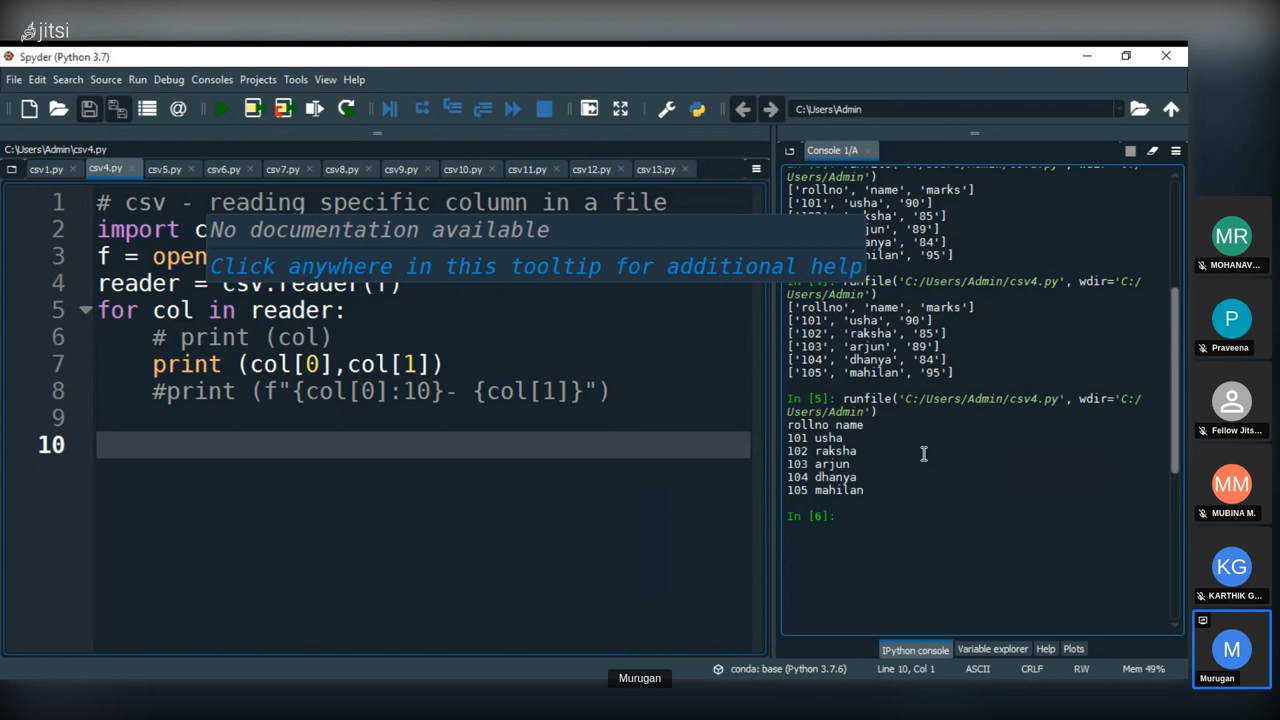 jitsi
Spyder (Python 3.7)
File Edit Search Source Run Debug Consoles Projects Tools View Help
C:\Users\Admin
C:\Users\Admin\csv4.py
csv1.py csv4.py csv5.py csv6.py csv7.py csv8.py csv9.py csv10.py csv11.py csv12.py csv13.py
1 # csv - reading specific column in a file
2 import c
No documentation available
3 f = open
Click anywhere in this tooltip for additional help
4 reader = csv.reader(f)
5 for col in reader:
6 # print (col)
7 print (col[0],col[1])
8 #print (f"{col[0]:10}- {col[1]}")
9
10
Console 1/A
Users/Admin')
['rollno', 'name', 'marks']
['101', 'usha', '90']
aksha', '85']
jun', '89']
anya', '84']
hilan', '95']
runfile('C:/Users/Admin/csv4.py', wdir='C:/
Users/Admin')
['rollno', 'name', 'marks']
['101', 'usha', '90']
['102', 'raksha', '85']
['103', 'arjun', '89']
['104', 'dhanya', '84']
['105', 'mahilan', '95']
In [5]: runfile('C:/Users/Admin/csv4.py', wdir='C:/
Users/Admin')
rollno name
101 usha
102 raksha
103 arjun
104 dhanya
105 mahilan
In [6]:
IPython console Variable explorer Help Plots
conda: base (Python 3.7.6) Line 10, Col 1 ASCII CRLF RW Mem 49%
Murugan
MR
MOHANAV...
P
Praveena
Fellow Jits...
MM
MUBINA M.
KG
KARTHIK G...
M
Murugan